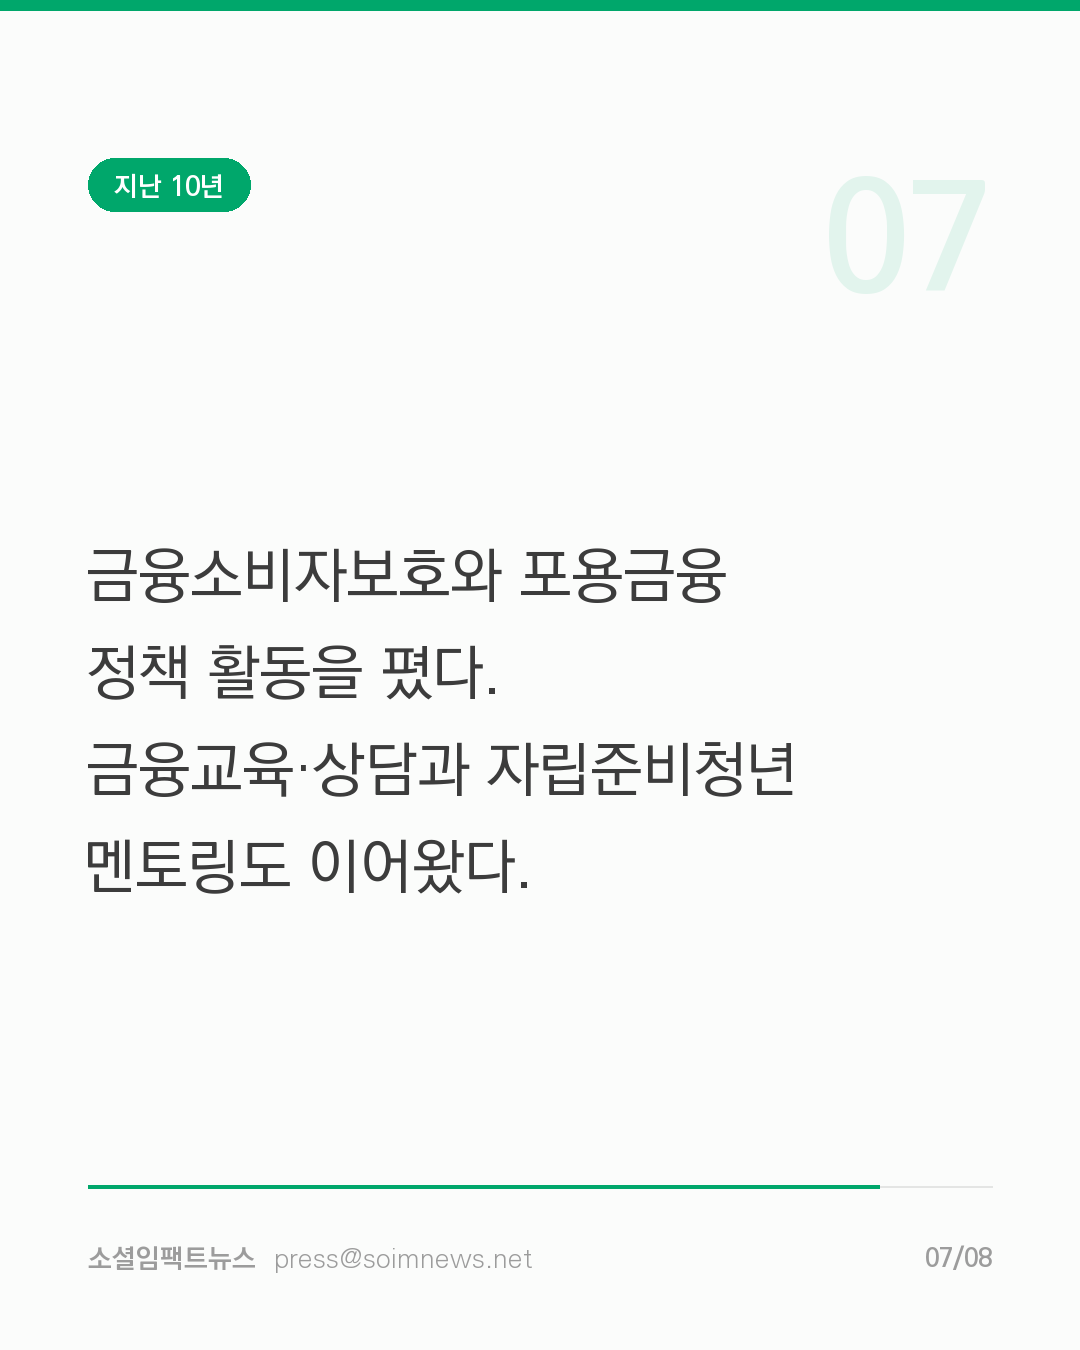 지난 10년
07
금융소비자보호와 포용금융
정책 활동을 폈다.
금융교육·상담과 자립준비청년
멘토링도 이어왔다.
소셜임팩트뉴스 press@soimnews.net
07/08